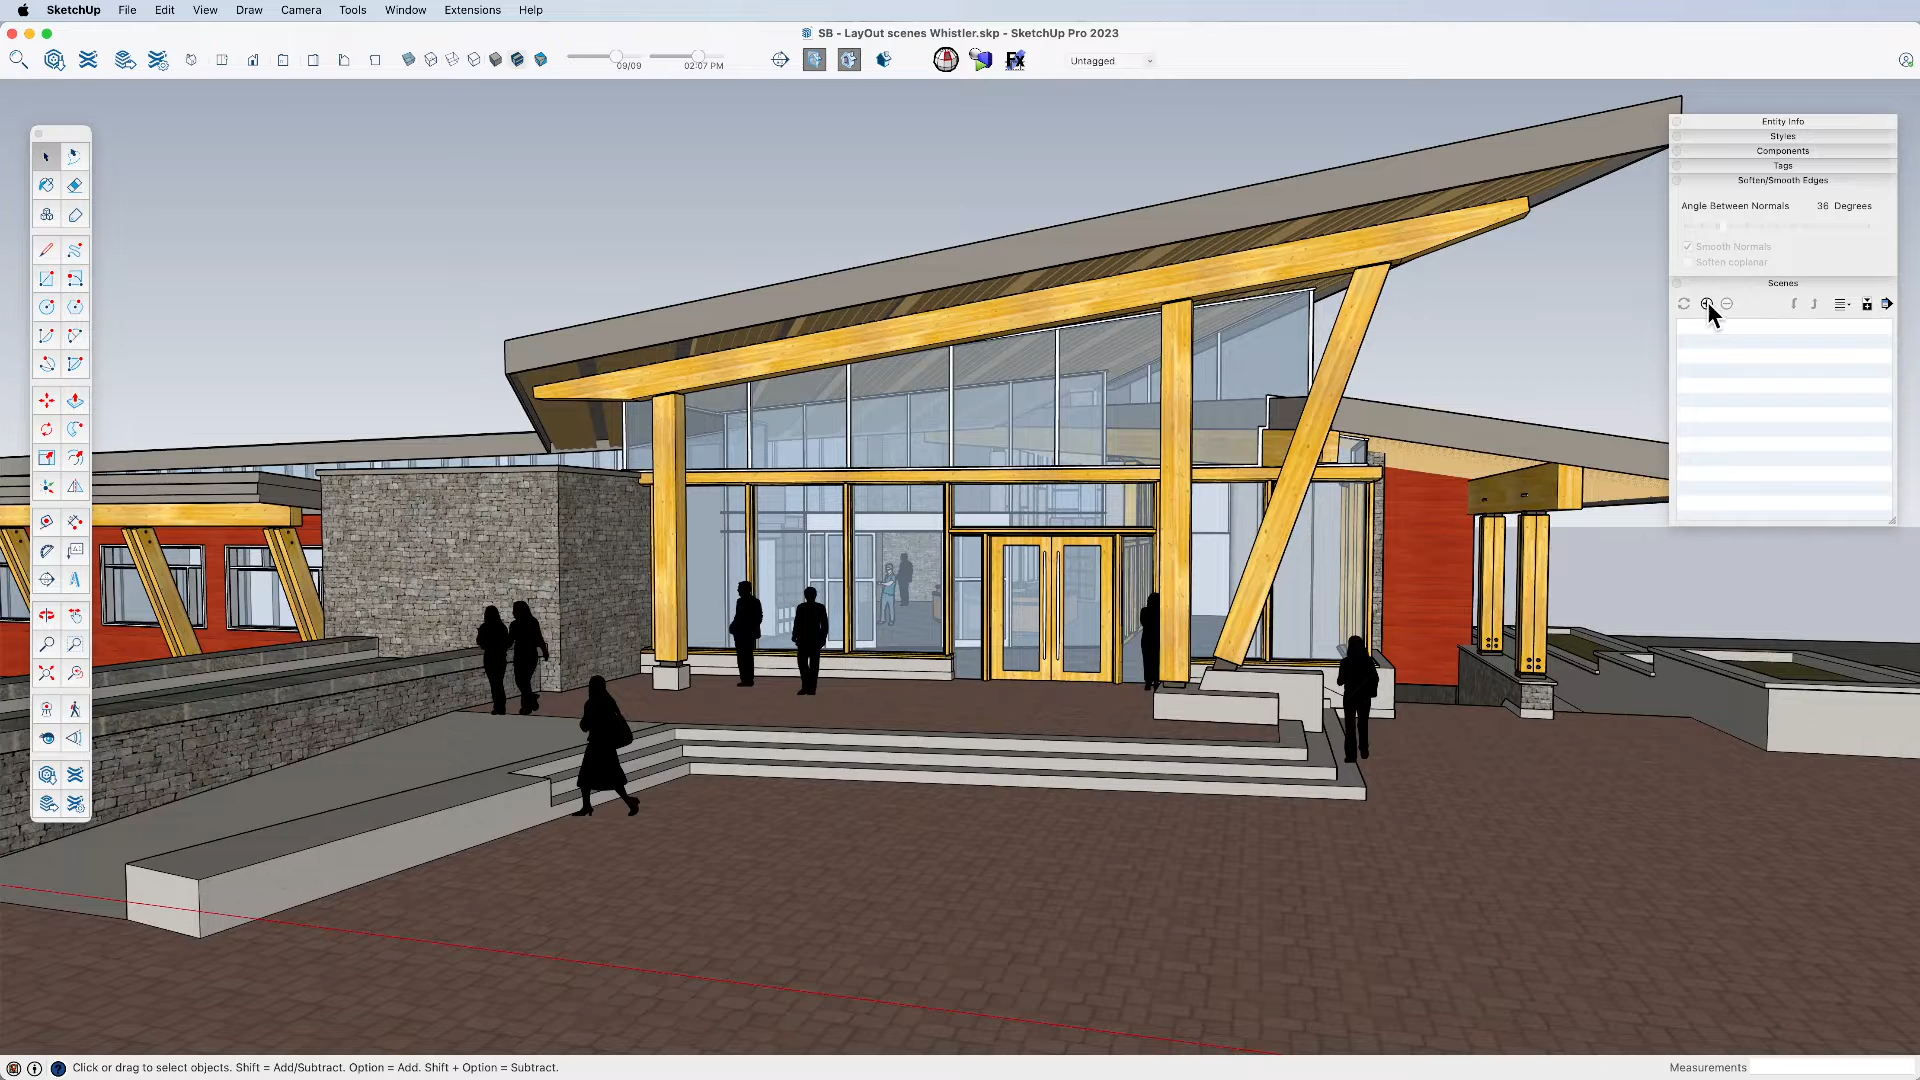 SketchUp File Edit View Draw Camera Tools Window Extensions Help
SB - LayOut scenes Whistler.skp - SketchUp Pro 2023
09/09 02:07 PM Untagged
Entity Info
Styles
Components
Tags
Soften/Smooth Edges
Angle Between Normals 36 Degrees
Smooth Normals
Soften coplanar
Scenes
Click or drag to select objects. Shift = Add/Subtract. Option = Add. Shift + Option = Subtract.
Measurements